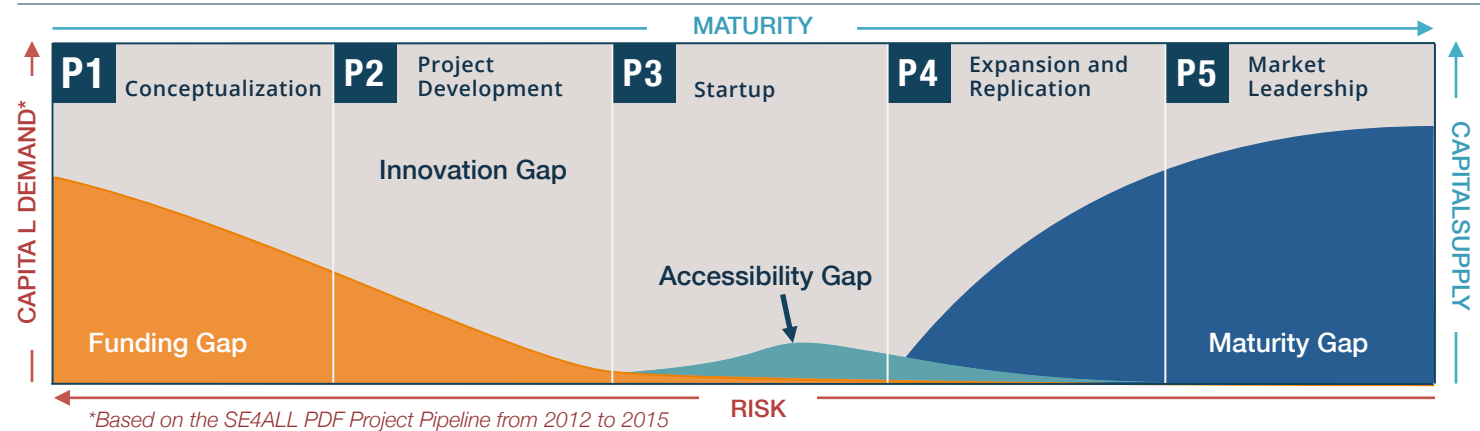 MATURITY
P1
Conceptualization
P2
Project
Development
P3
Startup
P4
Expansion and
Replication
P5
Market
Leadership
CAPITA L DEMAND*
CAPITALSUPPLY
Innovation Gap
Accessibility Gap
Funding Gap
Maturity Gap
RISK
*Based on the SE4ALL PDF Project Pipeline from 2012 to 2015